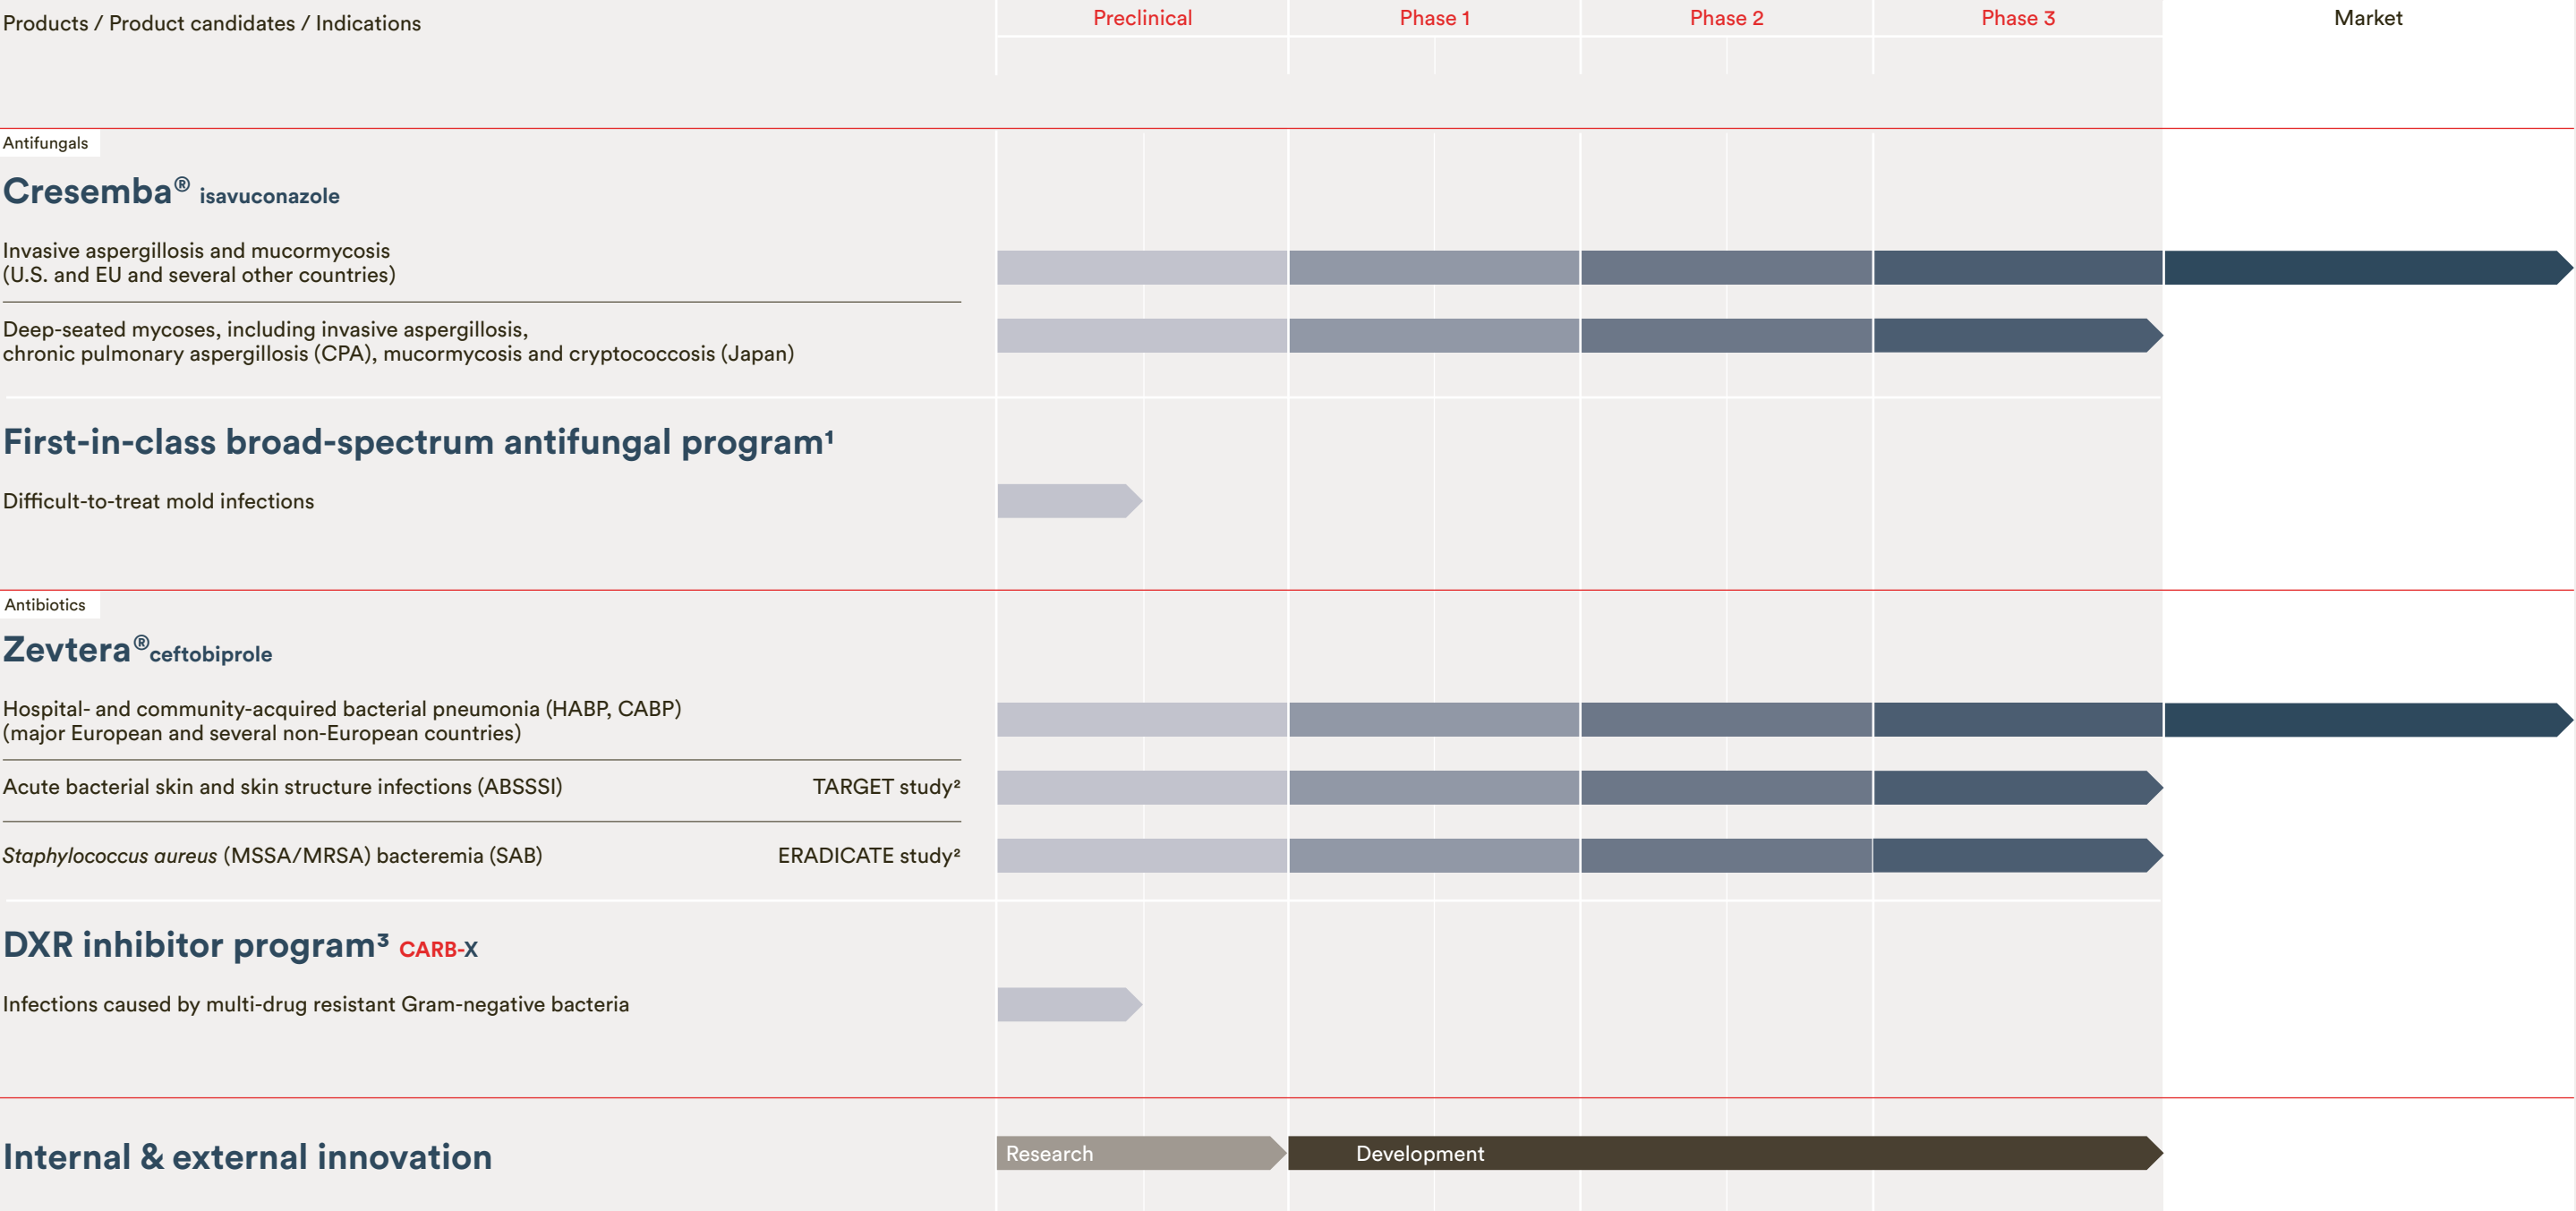 Products / Product candidates / Indications
Preclinical
Phase 1
Phase 2
Phase 3
Market
Antifungals
Cresemba® isavuconazole
Invasive aspergillosis and mucormycosis
(U.S. and EU and several other countries)
Deep-seated mycoses, including invasive aspergillosis,
chronic pulmonary aspergillosis (CPA), mucormycosis and cryptococcosis (Japan)
First-in-class broad-spectrum antifungal program¹
Difficult-to-treat mold infections
Antibiotics
Zevtera® ceftobiprole
Hospital- and community-acquired bacterial pneumonia (HABP, CABP)
(major European and several non-European countries)
Acute bacterial skin and skin structure infections (ABSSSI) TARGET study²
Staphylococcus aureus (MSSA/MRSA) bacteremia (SAB) ERADICATE study²
DXR inhibitor program³ CARB-X
Infections caused by multi-drug resistant Gram-negative bacteria
Internal & external innovation
Research
Development